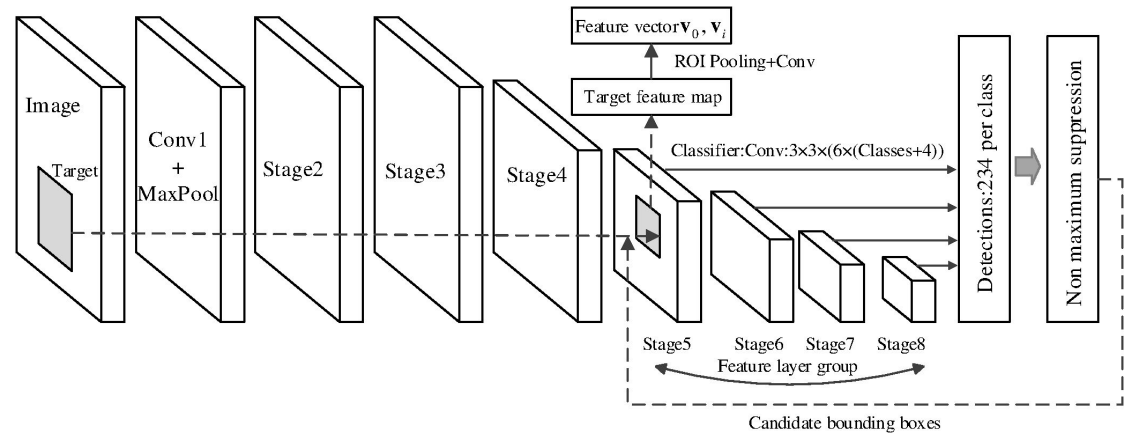 Feature vector v₀, vᵢ
ROI Pooling+Conv
Target feature map
Image
Target
Conv1
+
MaxPool
Stage2
Stage3
Stage4
Classifier:Conv:3×3×(6×(Classes+4))
Detections:234 per class
Non maximum suppression
Stage5
Stage6
Stage7
Stage8
Feature layer group
Candidate bounding boxes